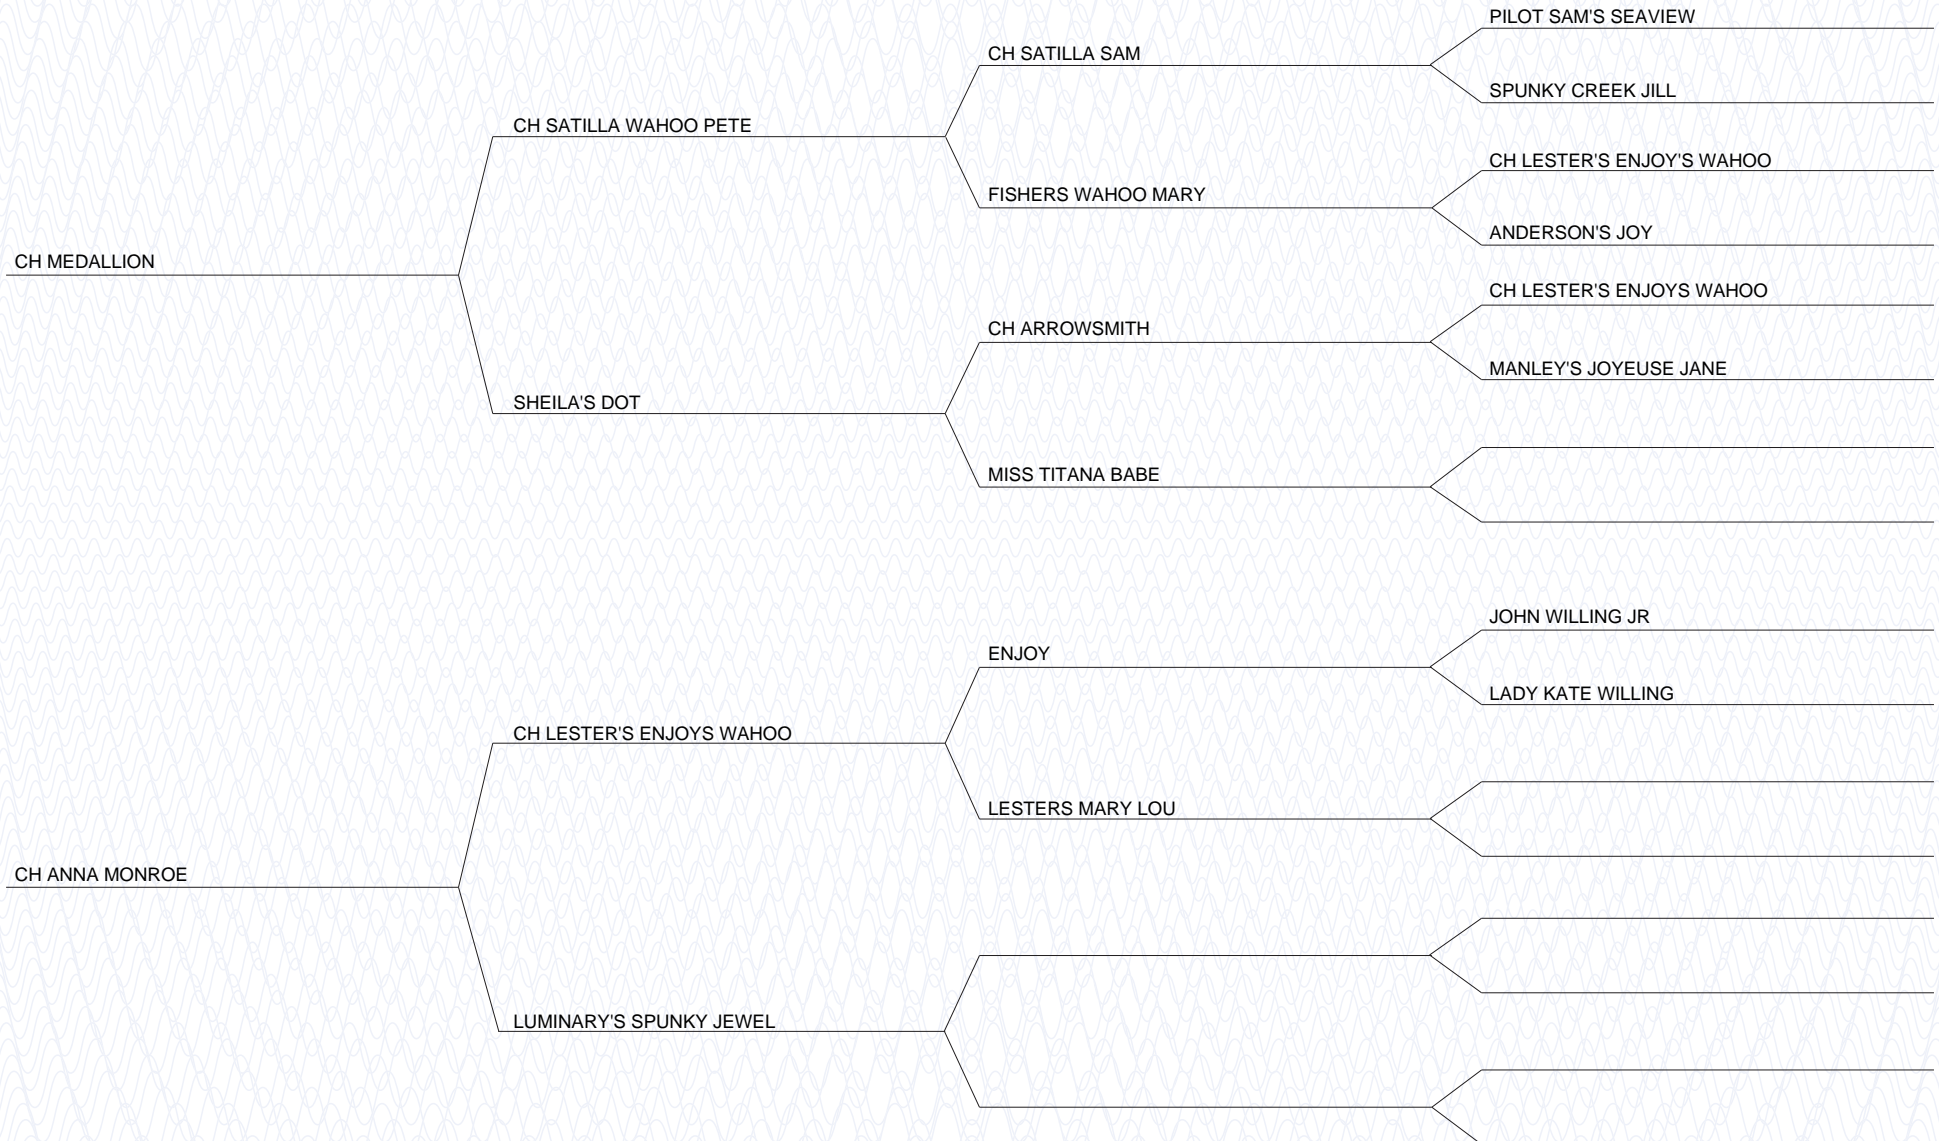 PILOT SAM'S SEAVIEW
CH SATILLA SAM
SPUNKY CREEK JILL
CH SATILLA WAHOO PETE
CH LESTER'S ENJOY'S WAHOO
FISHERS WAHOO MARY
ANDERSON'S JOY
CH MEDALLION
CH LESTER'S ENJOYS WAHOO
CH ARROWSMITH
MANLEY'S JOYEUSE JANE
SHEILA'S DOT
MISS TITANA BABE
JOHN WILLING JR
ENJOY
LADY KATE WILLING
CH LESTER'S ENJOYS WAHOO
LESTERS MARY LOU
CH ANNA MONROE
LUMINARY'S SPUNKY JEWEL